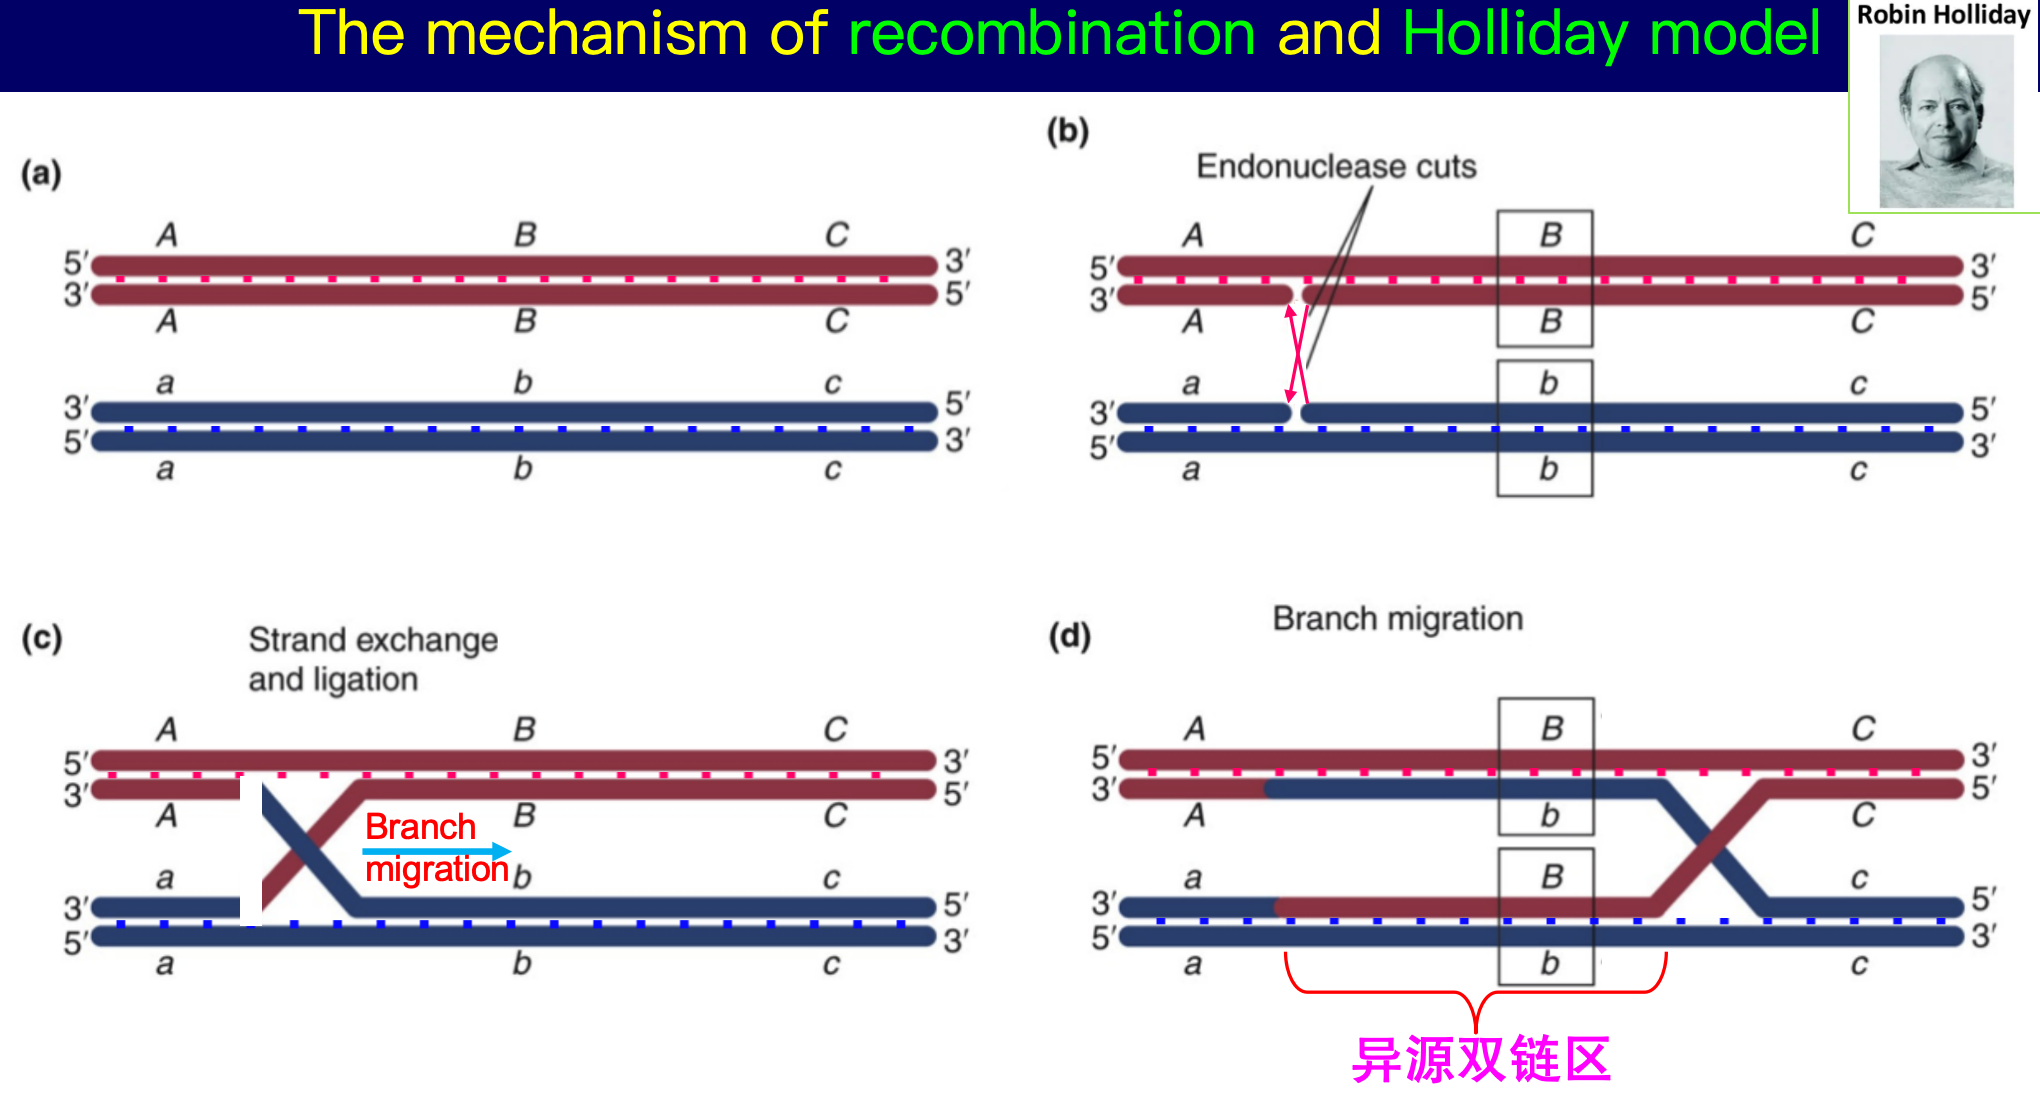 The mechanism of recombination and Holliday model
Robin Holliday
(a)
A B C
5′ 3′
3′ 5′
A B C
a b c
3′ 5′
5′ 3′
a b c
(b)
Endonuclease cuts
A B C
5′ 3′
3′ 5′
A B C
a b c
3′ 5′
5′ 3′
a b c
(c)
Strand exchange
and ligation
A B C
5′ 3′
3′ 5′
A B C
Branch
migration
a b c
3′ 5′
5′ 3′
a b c
(d)
Branch migration
A B C
5′ 3′
3′ 5′
A b C
a B c
3′ 5′
5′ 3′
a b c
异源双链区